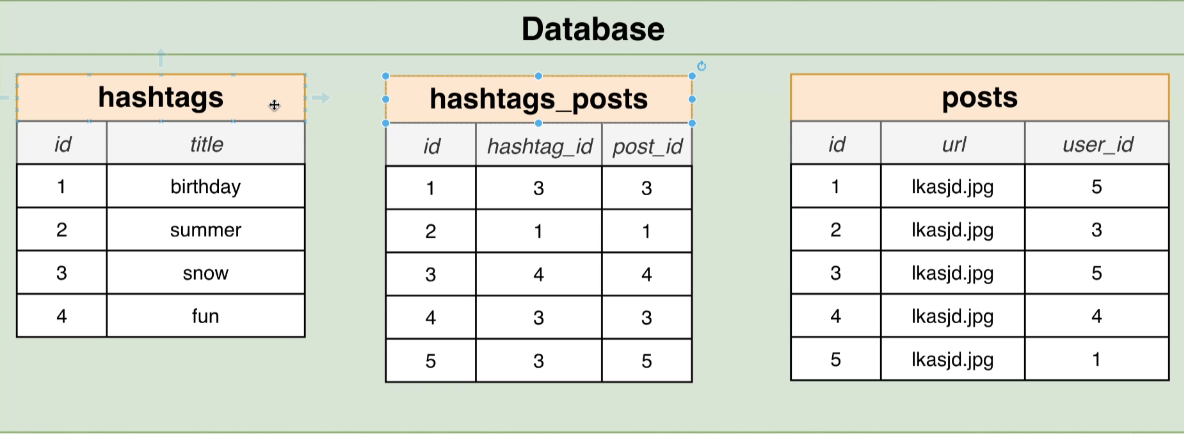 Database
hashtags
id title
1 birthday
2 summer
3 snow
4 fun
hashtags_posts
id hashtag_id post_id
1 3 3
2 1 1
3 4 4
4 3 3
5 3 5
posts
id url user_id
1 lkasjd.jpg 5
2 lkasjd.jpg 3
3 lkasjd.jpg 5
4 lkasjd.jpg 4
5 lkasjd.jpg 1